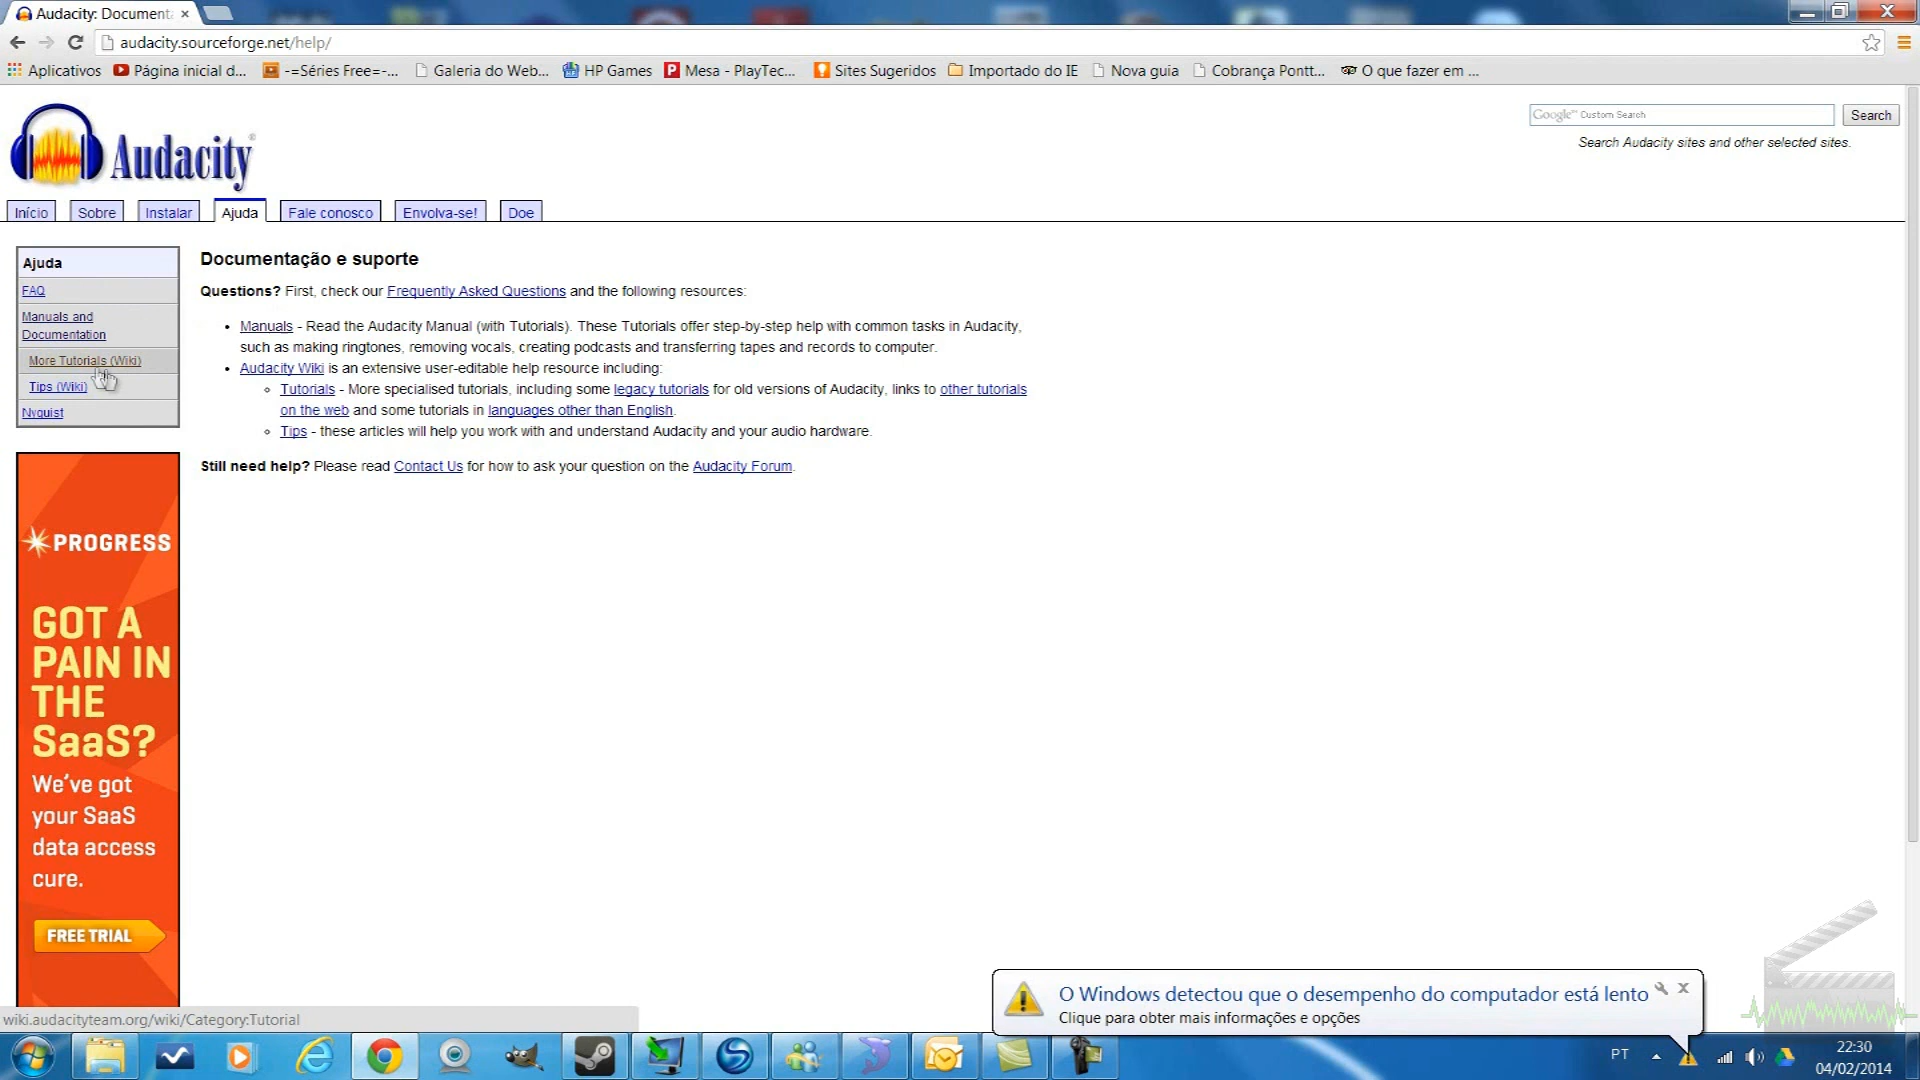 Audacity: Document
audacity.sourceforge.net/help/
Aplicativos
Página inicial d...
-=Séries Free=-...
Galeria do Web...
HP Games
Mesa - PlayTec...
Sites Sugeridos
Importado do IE
Nova guia
Cobrança Pontt...
O que fazer em ...
Audacity®
Google™ Custom Search
Search
Search Audacity sites and other selected sites.
Início
Sobre
Instalar
Ajuda
Fale conosco
Envolva-se!
Doe
Ajuda
FAQ
Manuals and
Documentation
More Tutorials (Wiki)
Tips (Wiki)
Nyquist
Documentação e suporte
Questions? First, check our Frequently Asked Questions and the following resources:
• Manuals - Read the Audacity Manual (with Tutorials). These Tutorials offer step-by-step help with common tasks in Audacity,
such as making ringtones, removing vocals, creating podcasts and transferring tapes and records to computer.
• Audacity Wiki is an extensive user-editable help resource including:
Tutorials - More specialised tutorials, including some legacy tutorials for old versions of Audacity, links to other tutorials
on the web and some tutorials in languages other than English.
Tips - these articles will help you work with and understand Audacity and your audio hardware.
Still need help? Please read Contact Us for how to ask your question on the Audacity Forum.
PROGRESS
GOT A
PAIN IN
THE
SaaS?
We've got
your SaaS
data access
cure.
FREE TRIAL
O Windows detectou que o desempenho do computador está lento
Clique para obter mais informações e opções
wiki.audacityteam.org/wiki/Category:Tutorial
PT
22:30
04/02/2014